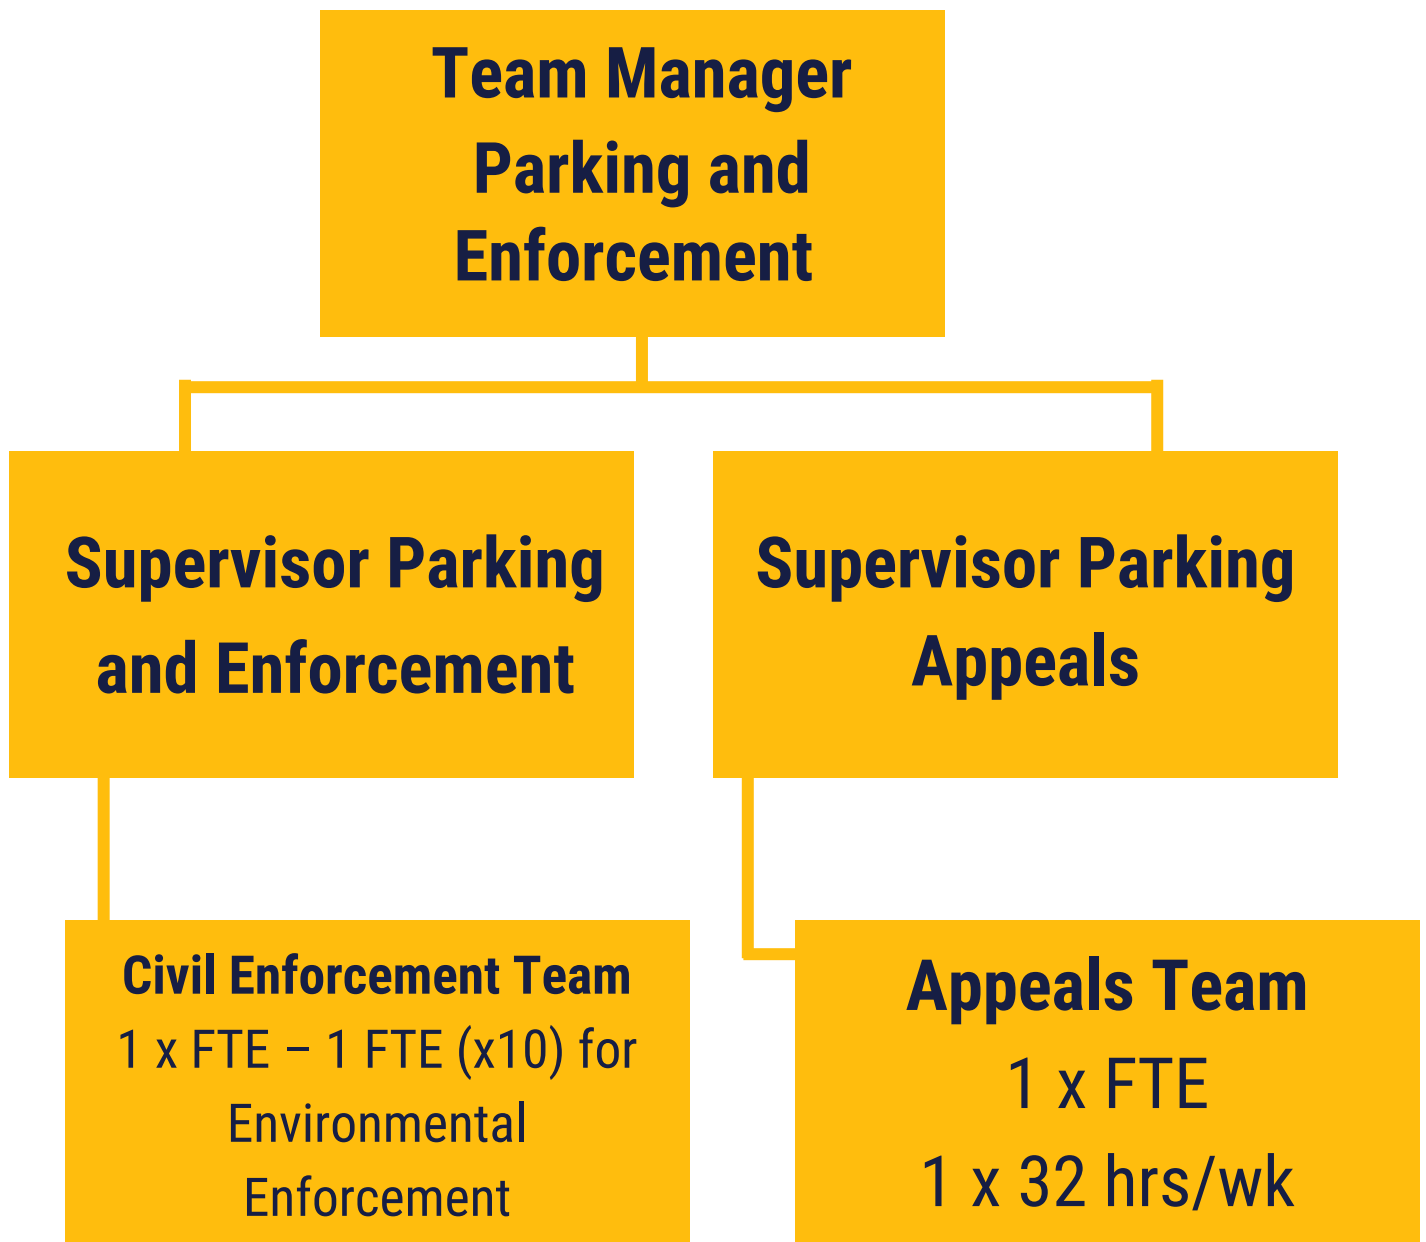 Team Manager
Parking and
Enforcement
Supervisor Parking
and Enforcement
Supervisor Parking
Appeals
Civil Enforcement Team
1 x FTE – 1 FTE (x10) for
Environmental
Enforcement
Appeals Team
1 x FTE
1 x 32 hrs/wk